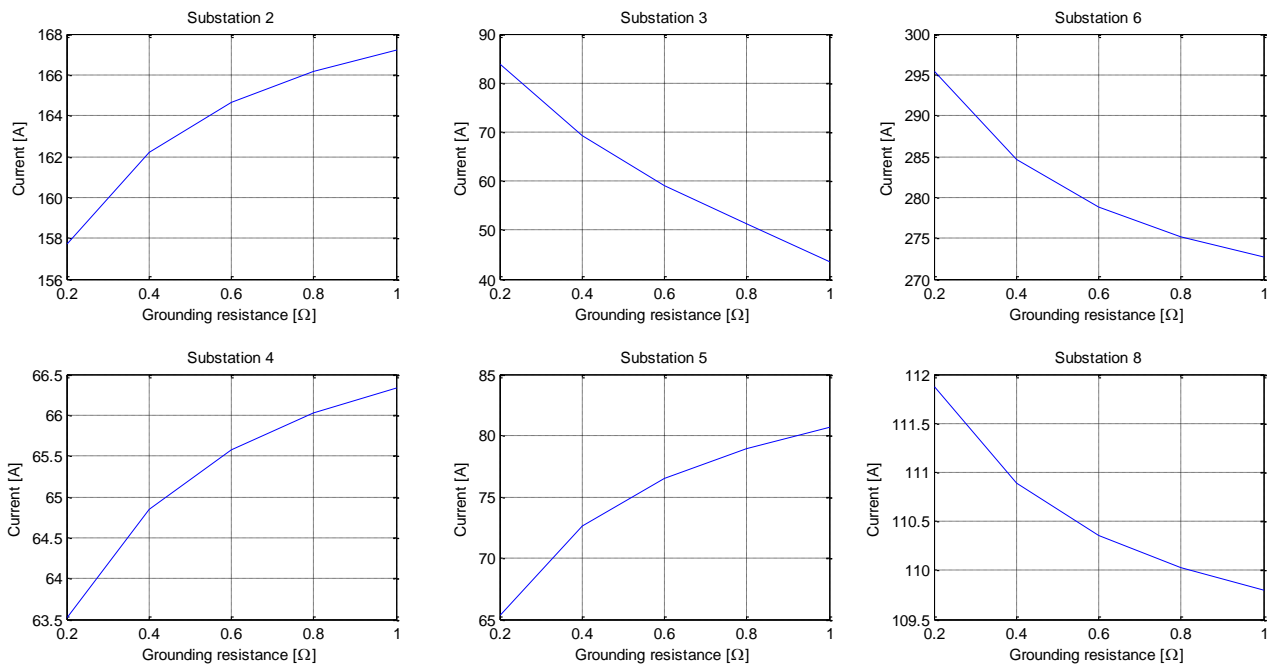 Substation 2
168
166
164
162
160
158
156
Current [A]
0.2 0.4 0.6 0.8 1
Grounding resistance [Ω]
Substation 3
90
80
70
60
50
40
Current [A]
0.2 0.4 0.6 0.8 1
Grounding resistance [Ω]
Substation 6
300
295
290
285
280
275
270
Current [A]
0.2 0.4 0.6 0.8 1
Grounding resistance [Ω]
Substation 4
66.5
66
65.5
65
64.5
64
63.5
Current [A]
0.2 0.4 0.6 0.8 1
Grounding resistance [Ω]
Substation 5
85
80
75
70
65
Current [A]
0.2 0.4 0.6 0.8 1
Grounding resistance [Ω]
Substation 8
112
111.5
111
110.5
110
109.5
Current [A]
0.2 0.4 0.6 0.8 1
Grounding resistance [Ω]